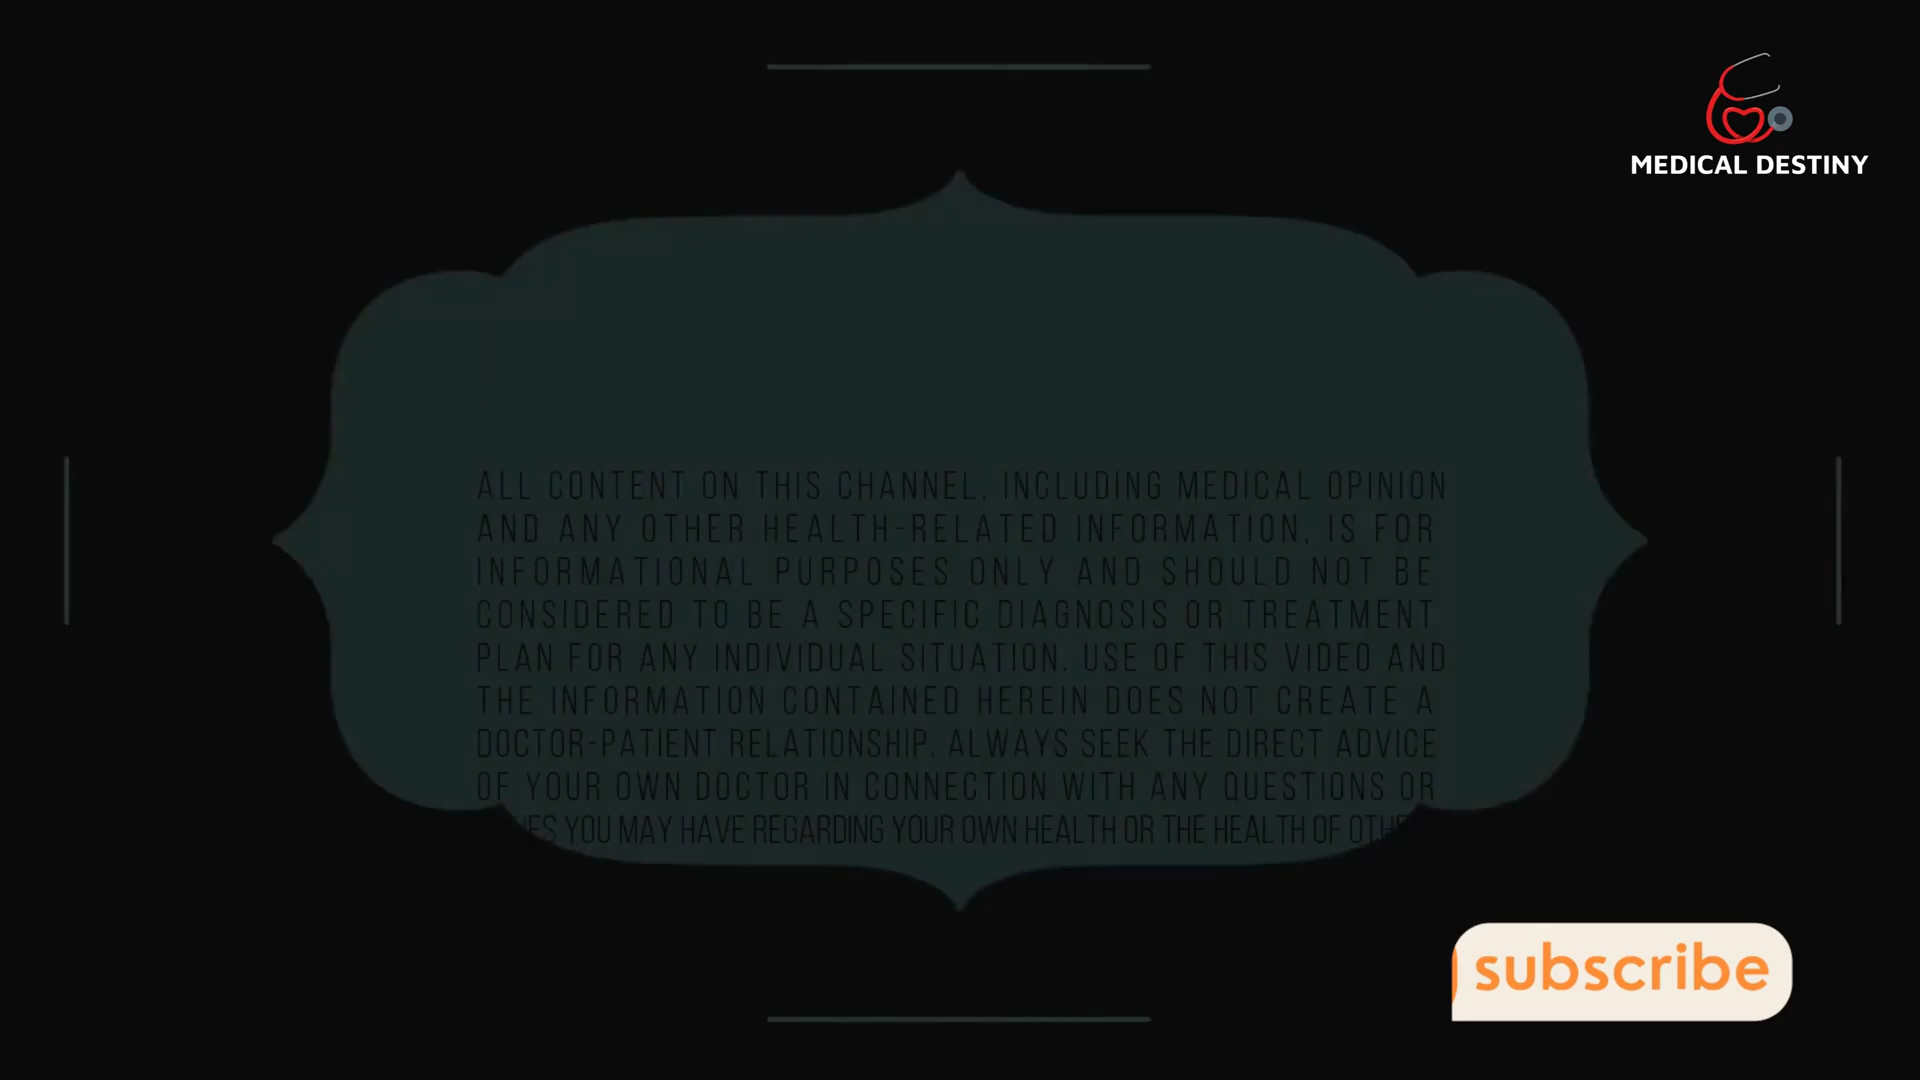 MEDICAL DESTINY
ALL CONTENT ON THIS CHANNEL, INCLUDING MEDICAL OPINION
AND ANY OTHER HEALTH-RELATED INFORMATION, IS FOR
INFORMATIONAL PURPOSES ONLY AND SHOULD NOT BE
CONSIDERED TO BE A SPECIFIC DIAGNOSIS OR TREATMENT
PLAN FOR ANY INDIVIDUAL SITUATION. USE OF THIS VIDEO AND
THE INFORMATION CONTAINED HEREIN DOES NOT CREATE A
DOCTOR-PATIENT RELATIONSHIP. ALWAYS SEEK THE DIRECT ADVICE
OF YOUR OWN DOCTOR IN CONNECTION WITH ANY QUESTIONS OR
YOU MAY HAVE REGARDING YOUR OWN HEALTH OR THE HEALTH OF
subscribe